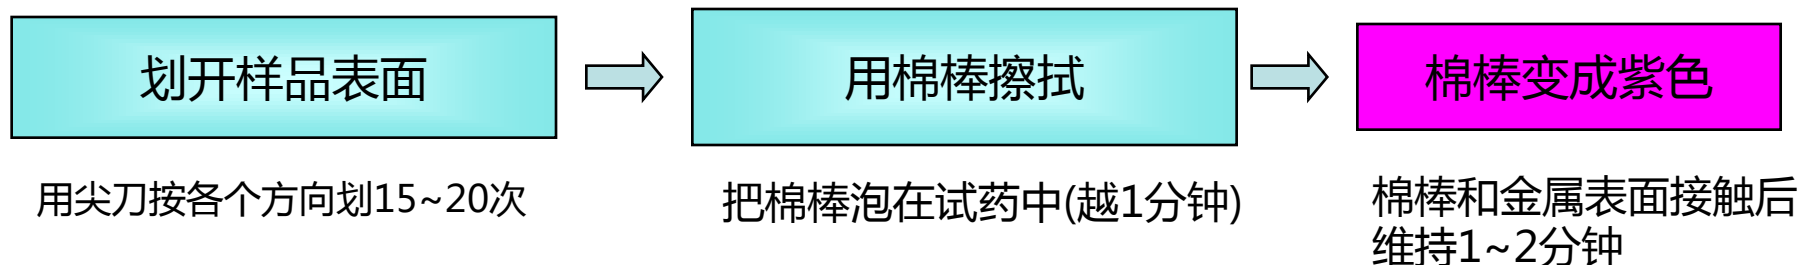 划开样品表面
用棉棒擦拭
棉棒变成紫色
用尖刀按各个方向划15~20次
把棉棒泡在试药中(越1分钟)
棉棒和金属表面接触后
维持1~2分钟